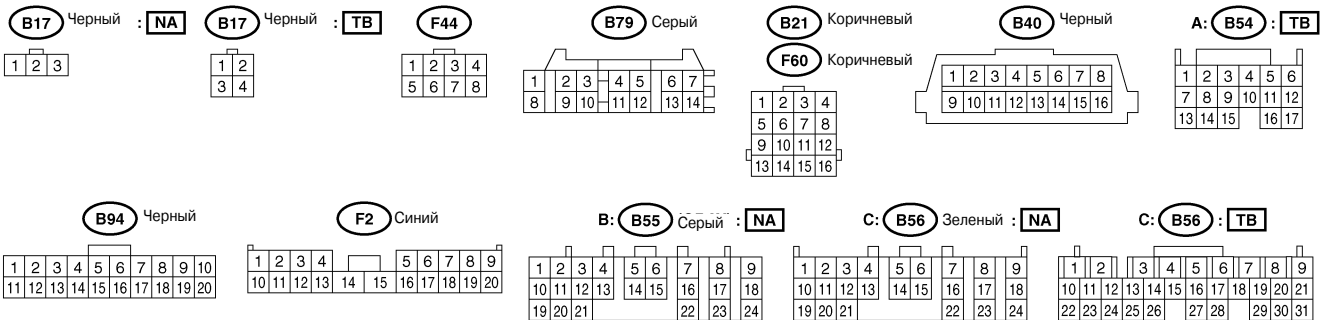 B17 Черный : NA
B17 Черный : TB
F44
B79 Серый
B21 Коричневый
F60 Коричневый
B40 Черный
A: B54 : TB
1 2 3
1 2
3 4
1 2 3 4
5 6 7 8
1 2 3 4 5 6 7
8 9 10 11 12 13 14
1 2 3 4
5 6 7 8
9 10 11 12
13 14 15 16
1 2 3 4 5 6 7 8
9 10 11 12 13 14 15 16
1 2 3 4 5 6
7 8 9 10 11 12
13 14 15 16 17
B94 Черный
F2 Синий
B: B55 Серый : NA
C: B56 Зеленый : NA
C: B56 : TB
1 2 3 4 5 6 7 8 9 10
11 12 13 14 15 16 17 18 19 20
1 2 3 4 5 6 7 8 9
10 11 12 13 14 15 16 17 18 19 20
1 2 3 4 5 6 7 8 9
10 11 12 13 14 15 16 17 18
19 20 21 22 23 24
1 2 3 4 5 6 7 8 9
10 11 12 13 14 15 16 17 18
19 20 21 22 23 24
1 2 3 4 5 6 7 8 9
10 11 12 13 14 15 16 17 18 19 20 21
22 23 24 25 26 27 28 29 30 31